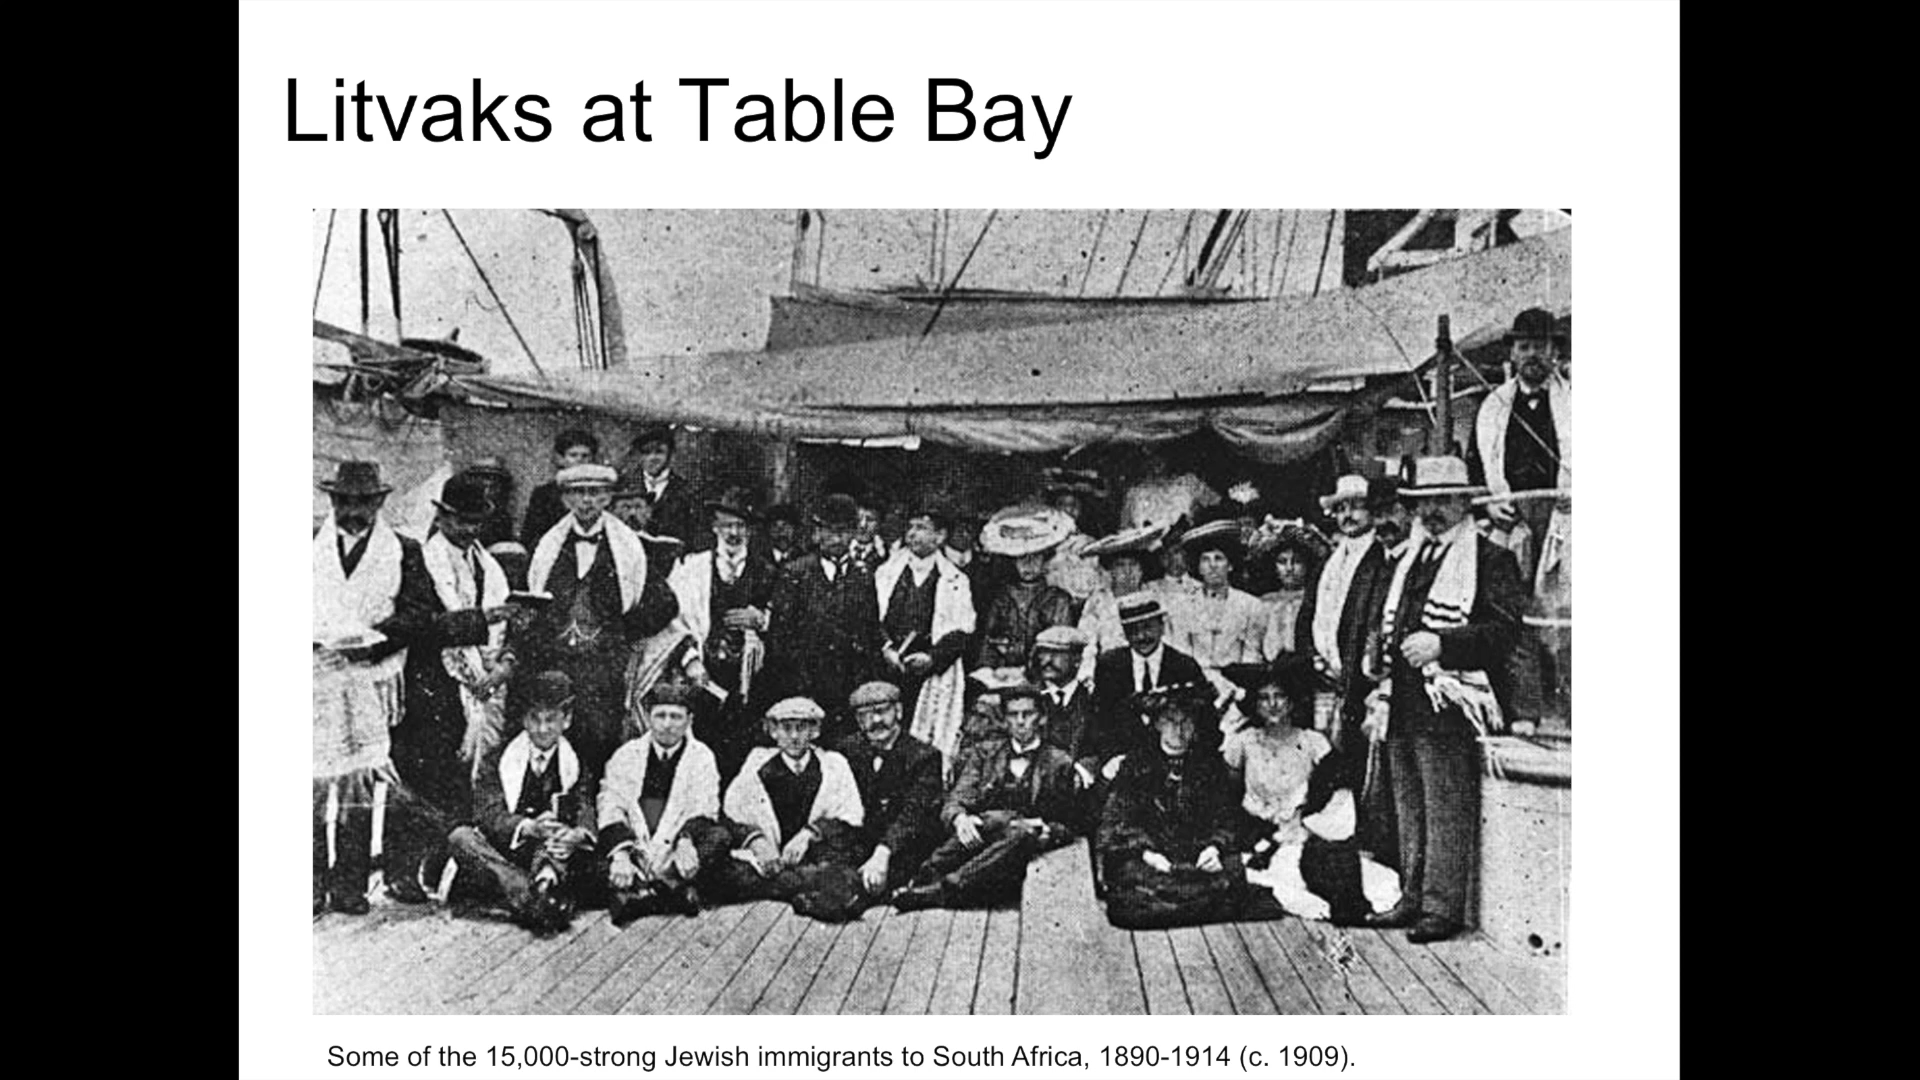 Litvaks at Table Bay
Some of the 15,000-strong Jewish immigrants to South Africa, 1890-1914 (c. 1909).